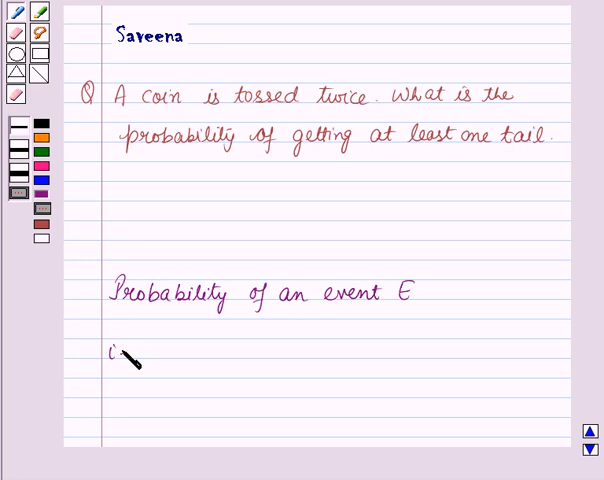 Saveena
Q A coin is tossed twice. What is the
probability of getting at least one tail.
Probability of an event E